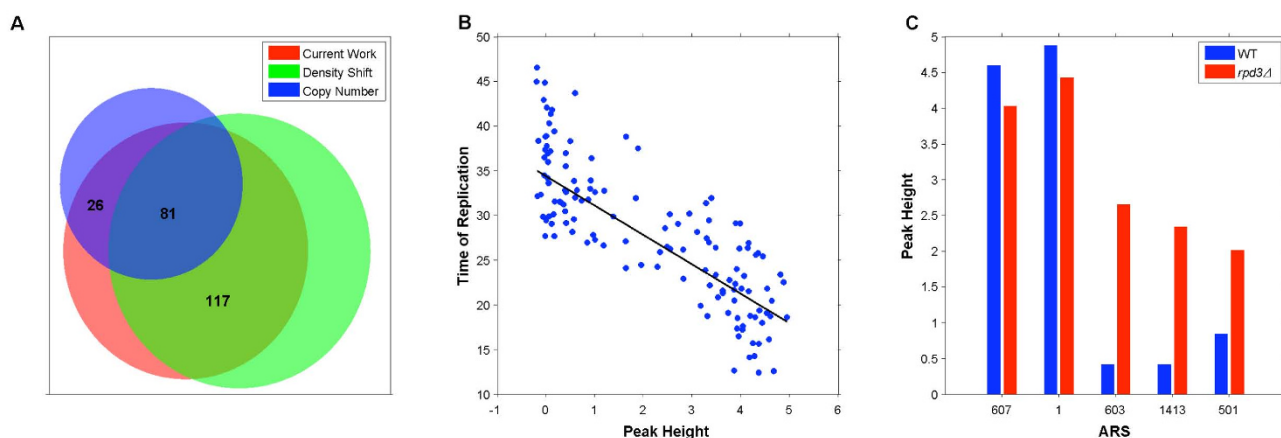 A
Current Work
Density Shift
Copy Number
26
81
117
B
50
45
40
35
30
25
20
15
10
Time of Replication
-1 0 1 2 3 4 5 6
Peak Height
C
WT
rpd3Δ
5
4.5
4
3.5
3
2.5
2
1.5
1
0.5
0
Peak Height
607 1 603 1413 501
ARS